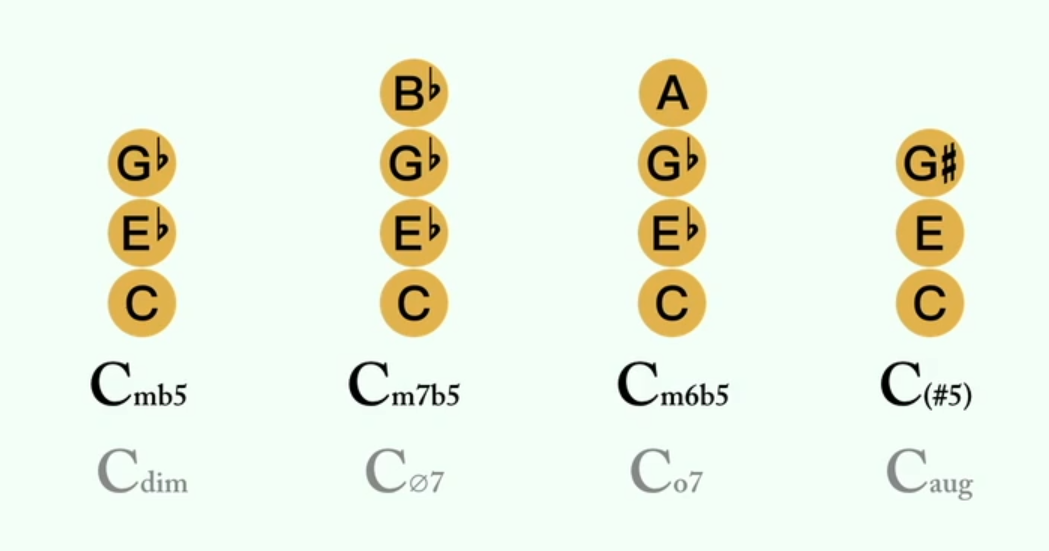 B♭ A
G♭ G♭ G♭ G♯
E♭ E♭ E♭ E
C C C C
Cmb5 Cm7b5 Cm6b5 C(#5)
Cdim C∅7 Co7 Caug